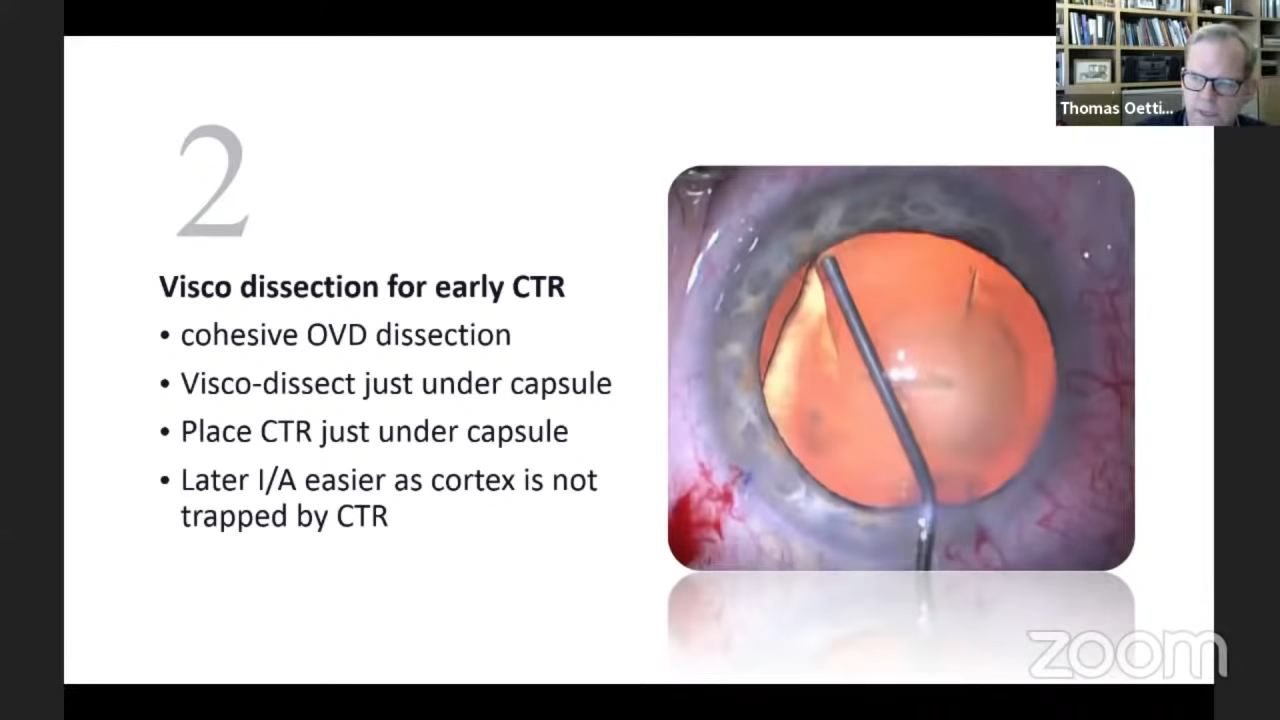 Thomas Oetti...
2
Visco dissection for early CTR
• cohesive OVD dissection
• Visco-dissect just under capsule
• Place CTR just under capsule
• Later I/A easier as cortex is not
trapped by CTR
zoom